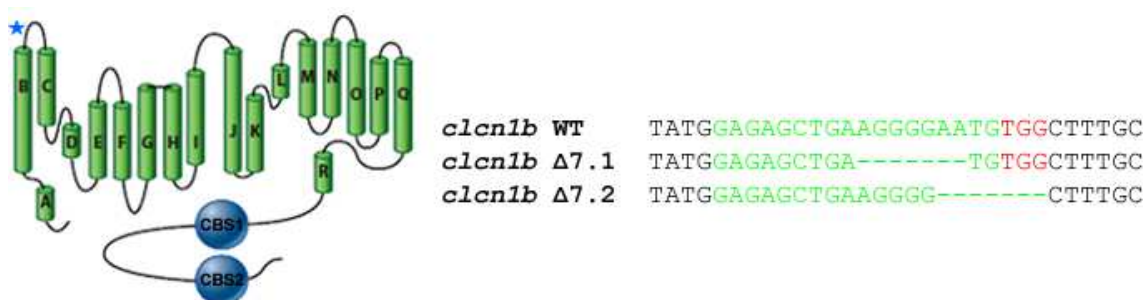 B
C
D
E
F
G
H
I
J
K
L
M
N
O
P
Q
R
A
CBS1
CBS2
clcn1b WT TATGGAGAGCTGAAGGGGAATGTGGCTTTGC
clcn1b Δ7.1 TATGGAGAGCTGA-------TGTGGCTTTGC
clcn1b Δ7.2 TATGGAGAGCTGAAGGGG-------CTTTGC